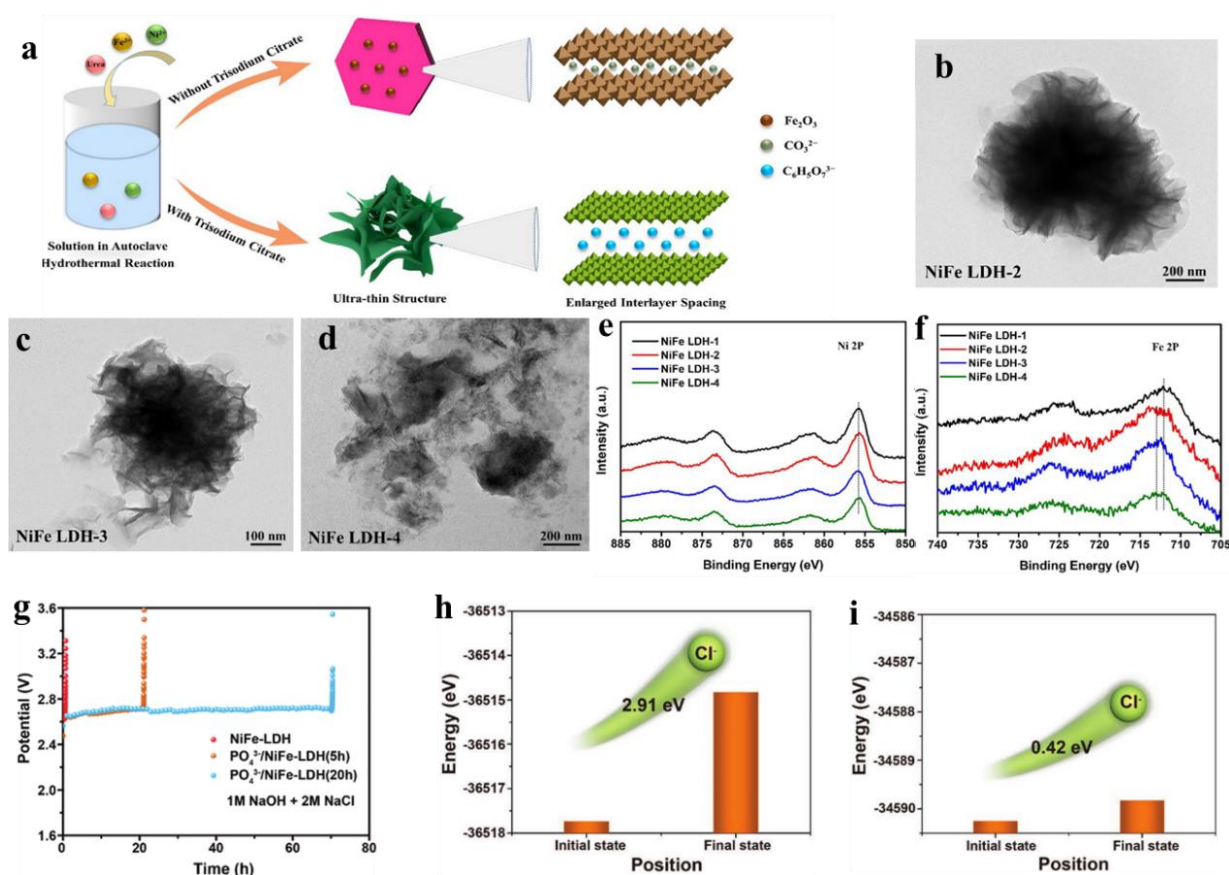 a
Fe³⁺
Ni²⁺
Urea
Without Trisodium Citrate
With Trisodium Citrate
Solution in Autoclave
Hydrothermal Reaction
Ultra-thin Structure
Enlarged Interlayer Spacing
Fe₂O₃
CO₃²⁻
C₆H₅O₇³⁻
b
NiFe LDH-2
200 nm
c
NiFe LDH-3
100 nm
d
NiFe LDH-4
200 nm
e
NiFe LDH-1
NiFe LDH-2
NiFe LDH-3
NiFe LDH-4
Ni 2P
Intensity (a.u.)
885 880 875 870 865 860 855 850
Binding Energy (eV)
f
NiFe LDH-1
NiFe LDH-2
NiFe LDH-3
NiFe LDH-4
Fe 2P
Intensity (a.u.)
740 735 730 725 720 715 710 705
Binding Energy (eV)
g
3.6
3.2
2.8
2.4
2.0
1.6
Potential (V)
NiFe-LDH
PO₄³⁻/NiFe-LDH(5h)
PO₄³⁻/NiFe-LDH(20h)
1M NaOH + 2M NaCl
0 20 40 60 80
Time (h)
h
-36513
-36514
-36515
-36516
-36517
-36518
Energy (eV)
Cl⁻
2.91 eV
Initial state Final state
Position
i
-34586
-34587
-34588
-34589
-34590
Energy (eV)
Cl⁻
0.42 eV
Initial state Final state
Position